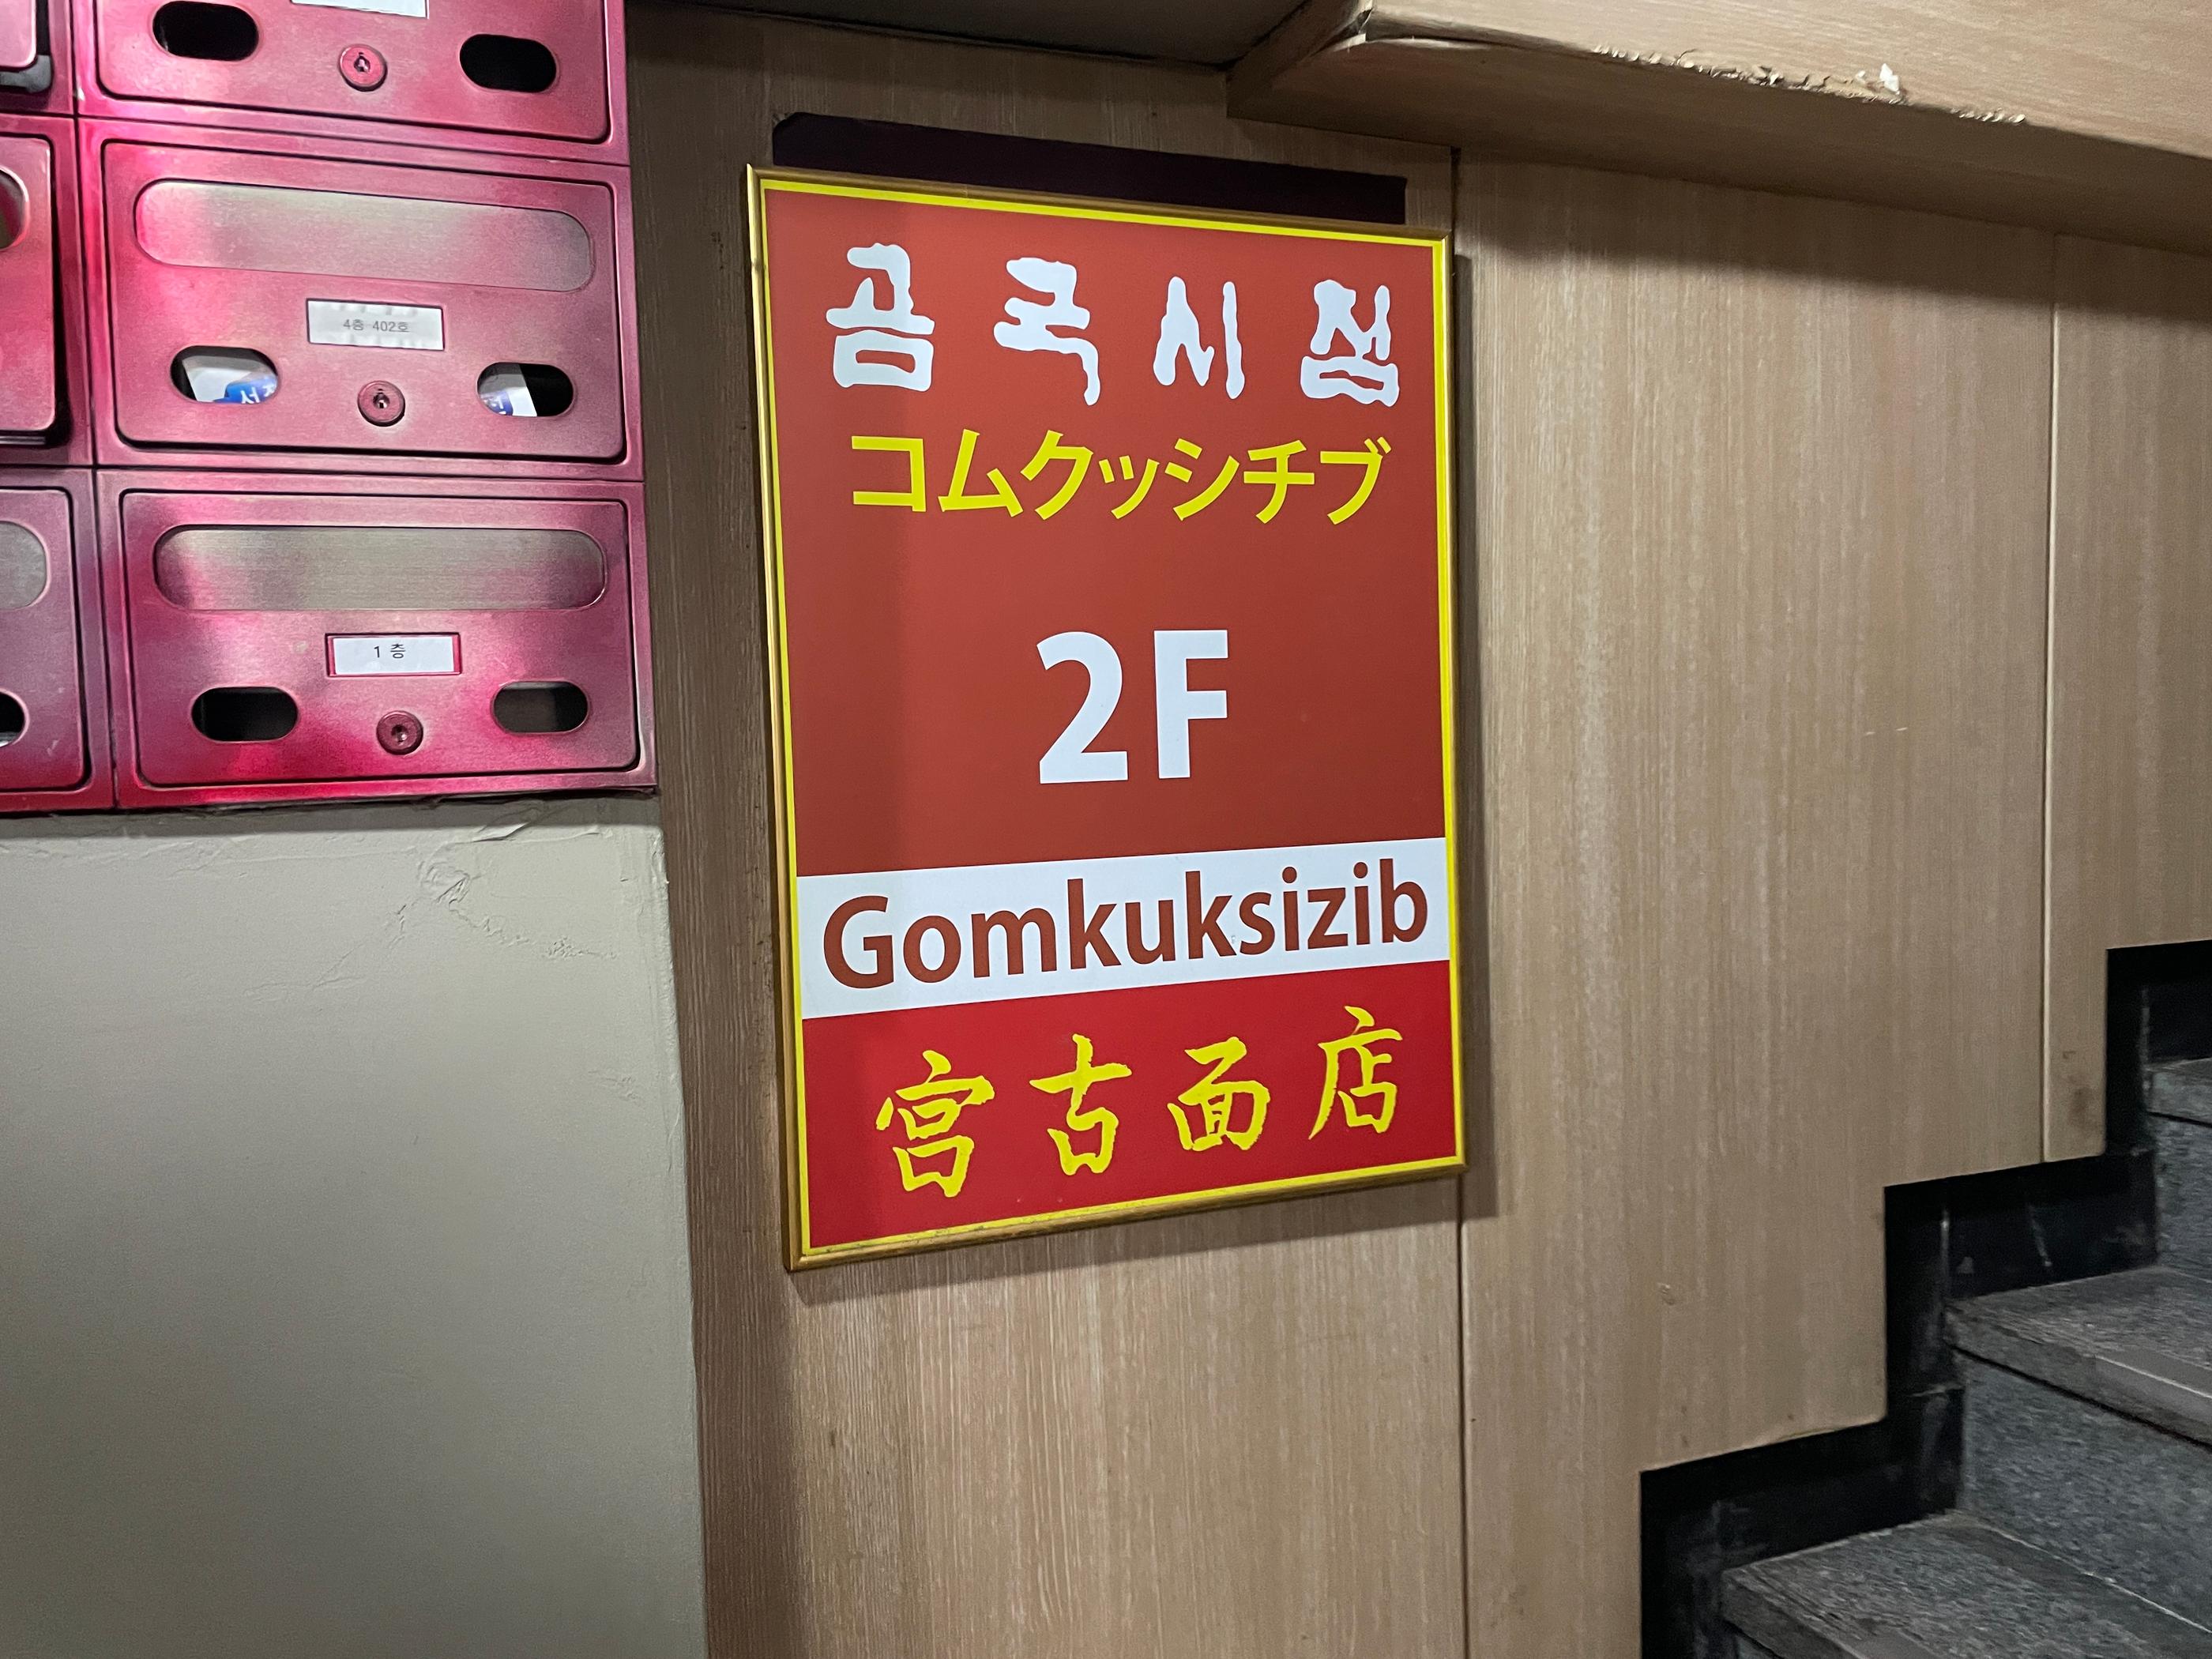 4층 402호
1층
곰국시집
コムクッシチブ
2F
Gomkuksizib
宮古面店